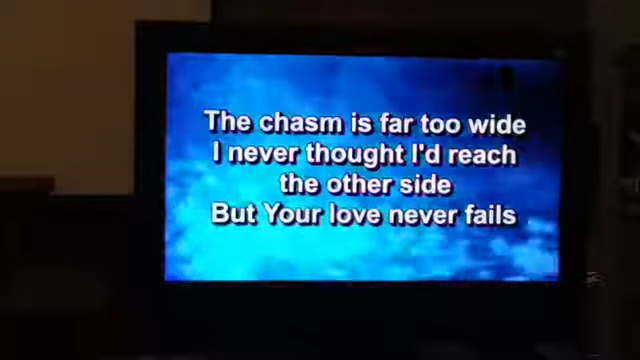 The chasm is far too wide
I never thought I'd reach
the other side
But Your love never fails